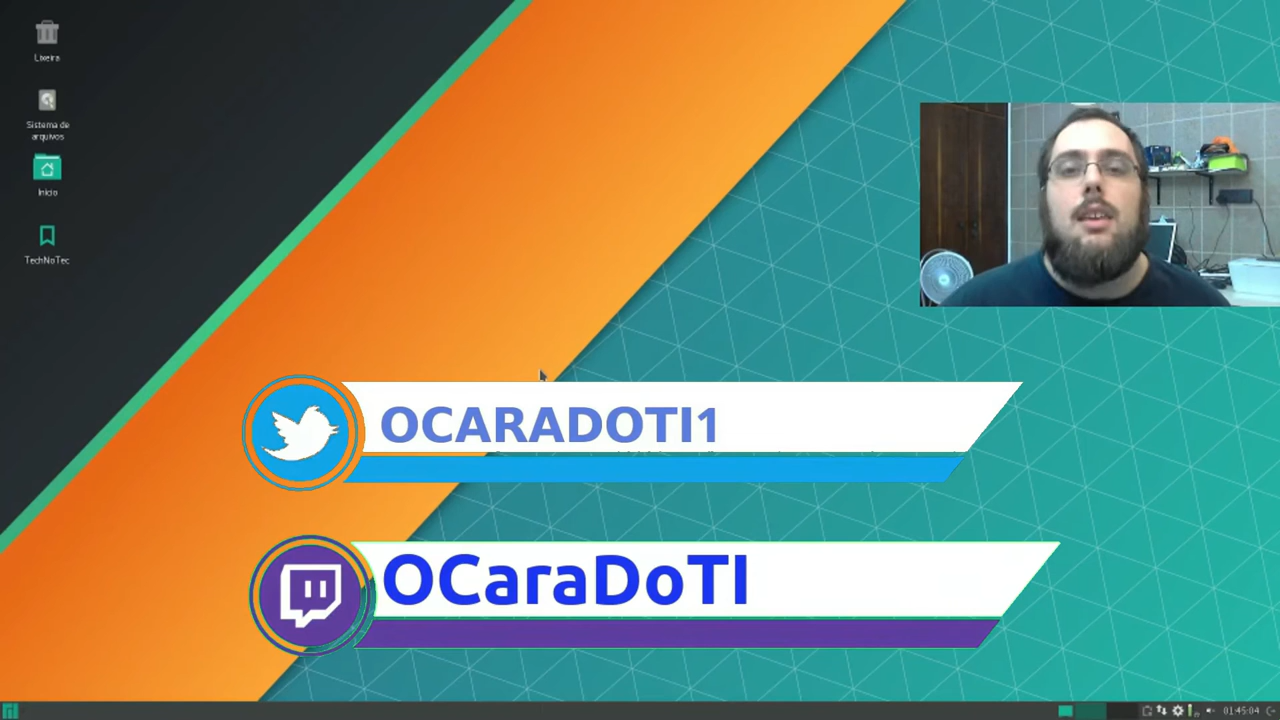 Lixeira
Sistema de
arquivos
Início
TechNoTec
OCARADOTI1
OCaraDoTI
01:45:04